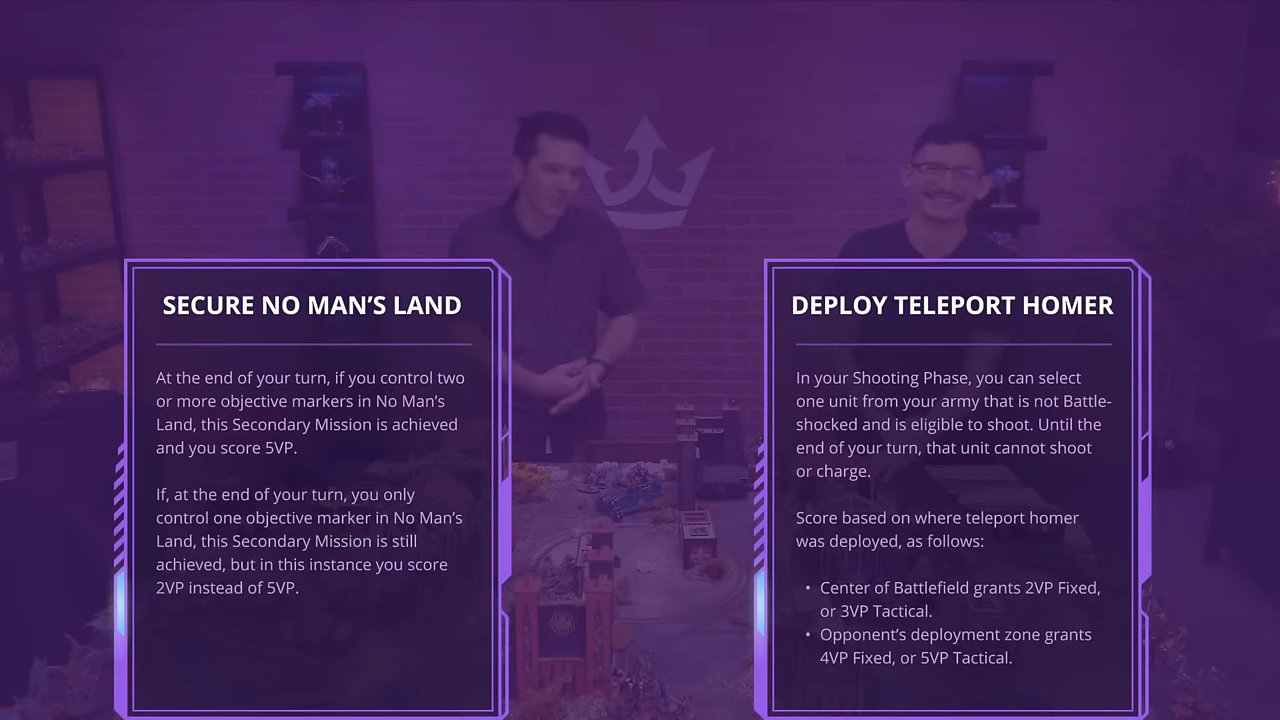 SECURE NO MAN’S LAND
At the end of your turn, if you control two
or more objective markers in No Man’s
Land, this Secondary Mission is achieved
and you score 5VP.
If, at the end of your turn, you only
control one objective marker in No Man’s
Land, this Secondary Mission is still
achieved, but in this instance you score
2VP instead of 5VP.
DEPLOY TELEPORT HOMER
In your Shooting Phase, you can select
one unit from your army that is not Battle-
shocked and is eligible to shoot. Until the
end of your turn, that unit cannot shoot
or charge.
Score based on where teleport homer
was deployed, as follows:
• Center of Battlefield grants 2VP Fixed,
or 3VP Tactical.
• Opponent’s deployment zone grants
4VP Fixed, or 5VP Tactical.